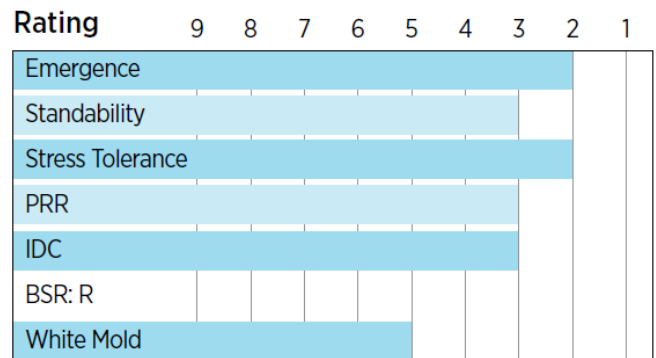 Rating 9 8 7 6 5 4 3 2 1
Emergence
Standability
Stress Tolerance
PRR
IDC
BSR: R
White Mold